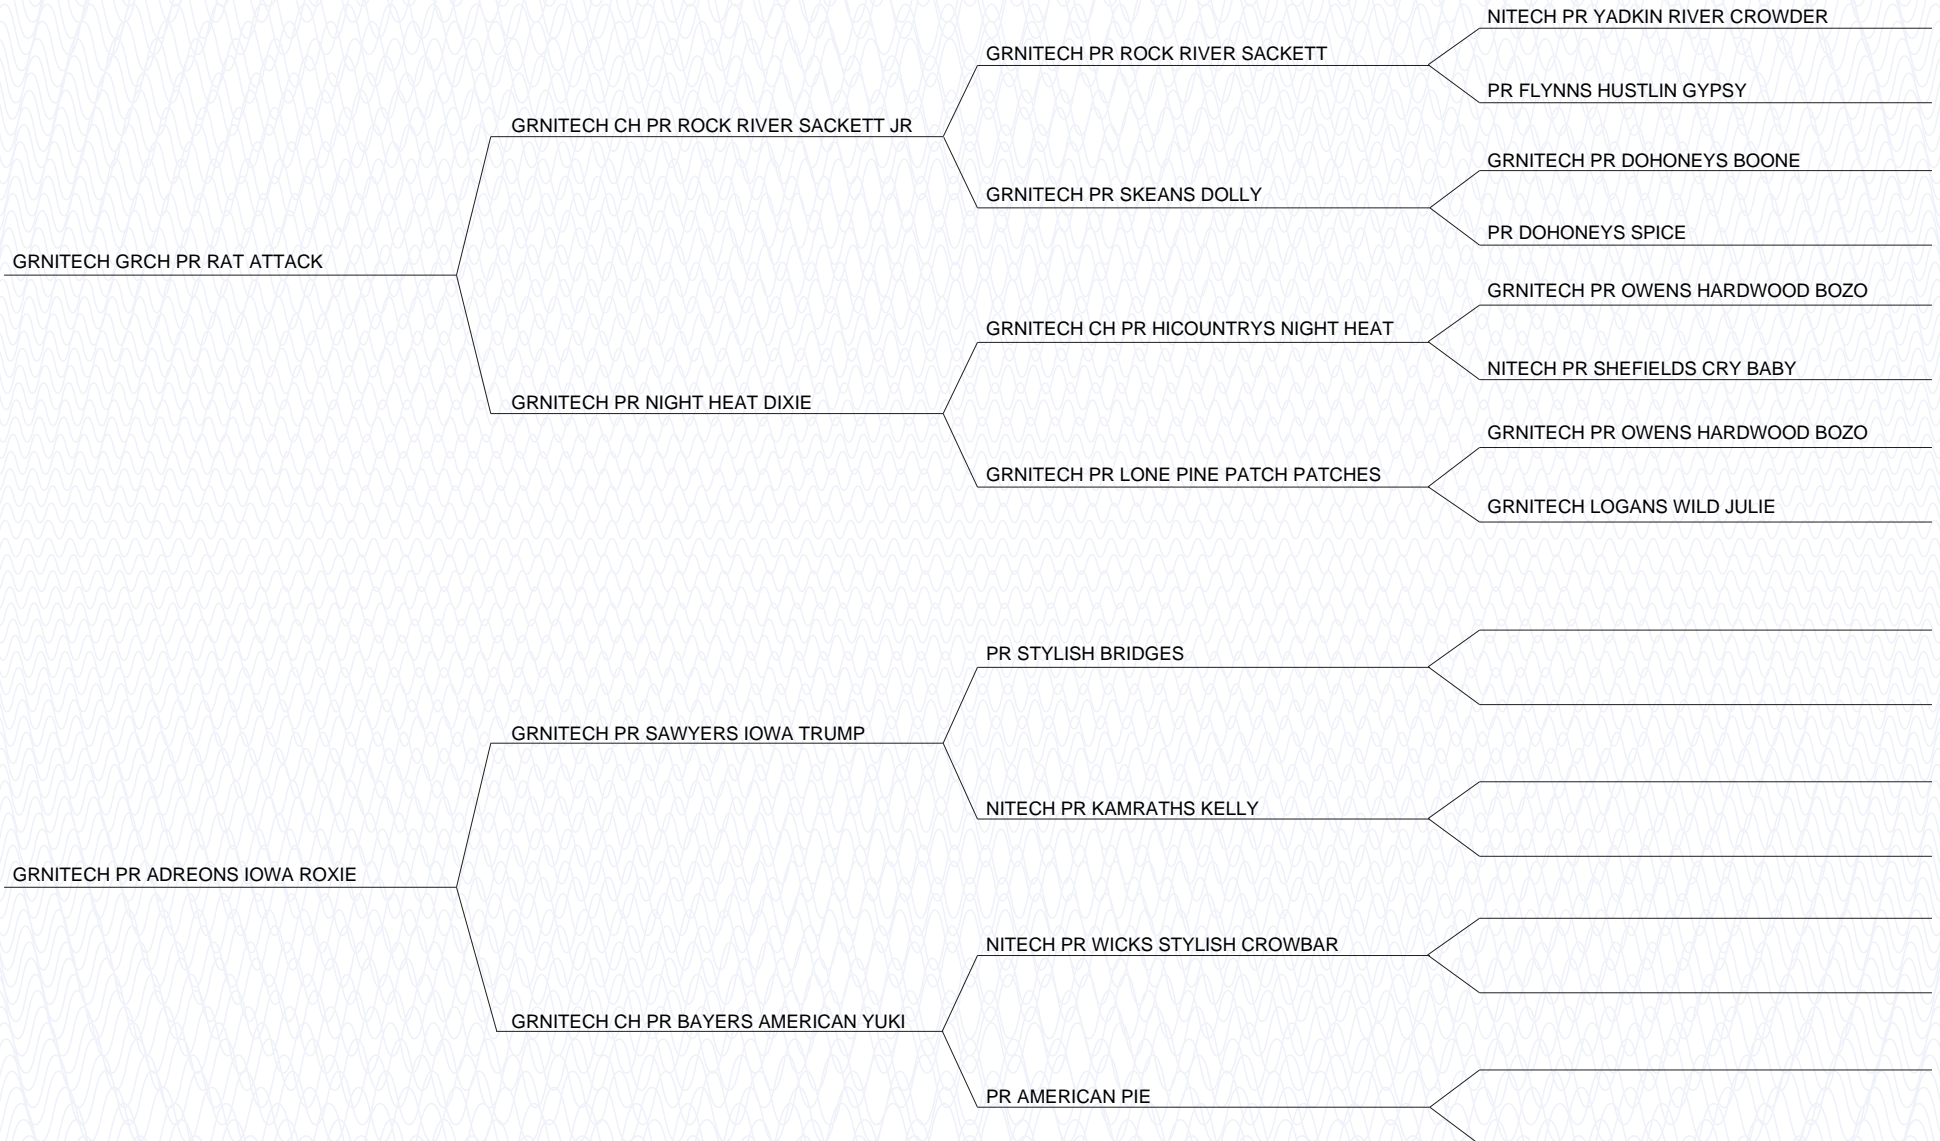 NITECH PR YADKIN RIVER CROWDER
GRNITECH PR ROCK RIVER SACKETT
PR FLYNNS HUSTLIN GYPSY
GRNITECH CH PR ROCK RIVER SACKETT JR
GRNITECH PR DOHONEYS BOONE
GRNITECH PR SKEANS DOLLY
PR DOHONEYS SPICE
GRNITECH GRCH PR RAT ATTACK
GRNITECH PR OWENS HARDWOOD BOZO
GRNITECH CH PR HICOUNTRYS NIGHT HEAT
NITECH PR SHEFIELDS CRY BABY
GRNITECH PR NIGHT HEAT DIXIE
GRNITECH PR OWENS HARDWOOD BOZO
GRNITECH PR LONE PINE PATCH PATCHES
GRNITECH LOGANS WILD JULIE
PR STYLISH BRIDGES
GRNITECH PR SAWYERS IOWA TRUMP
NITECH PR KAMRATHS KELLY
GRNITECH PR ADREONS IOWA ROXIE
NITECH PR WICKS STYLISH CROWBAR
GRNITECH CH PR BAYERS AMERICAN YUKI
PR AMERICAN PIE